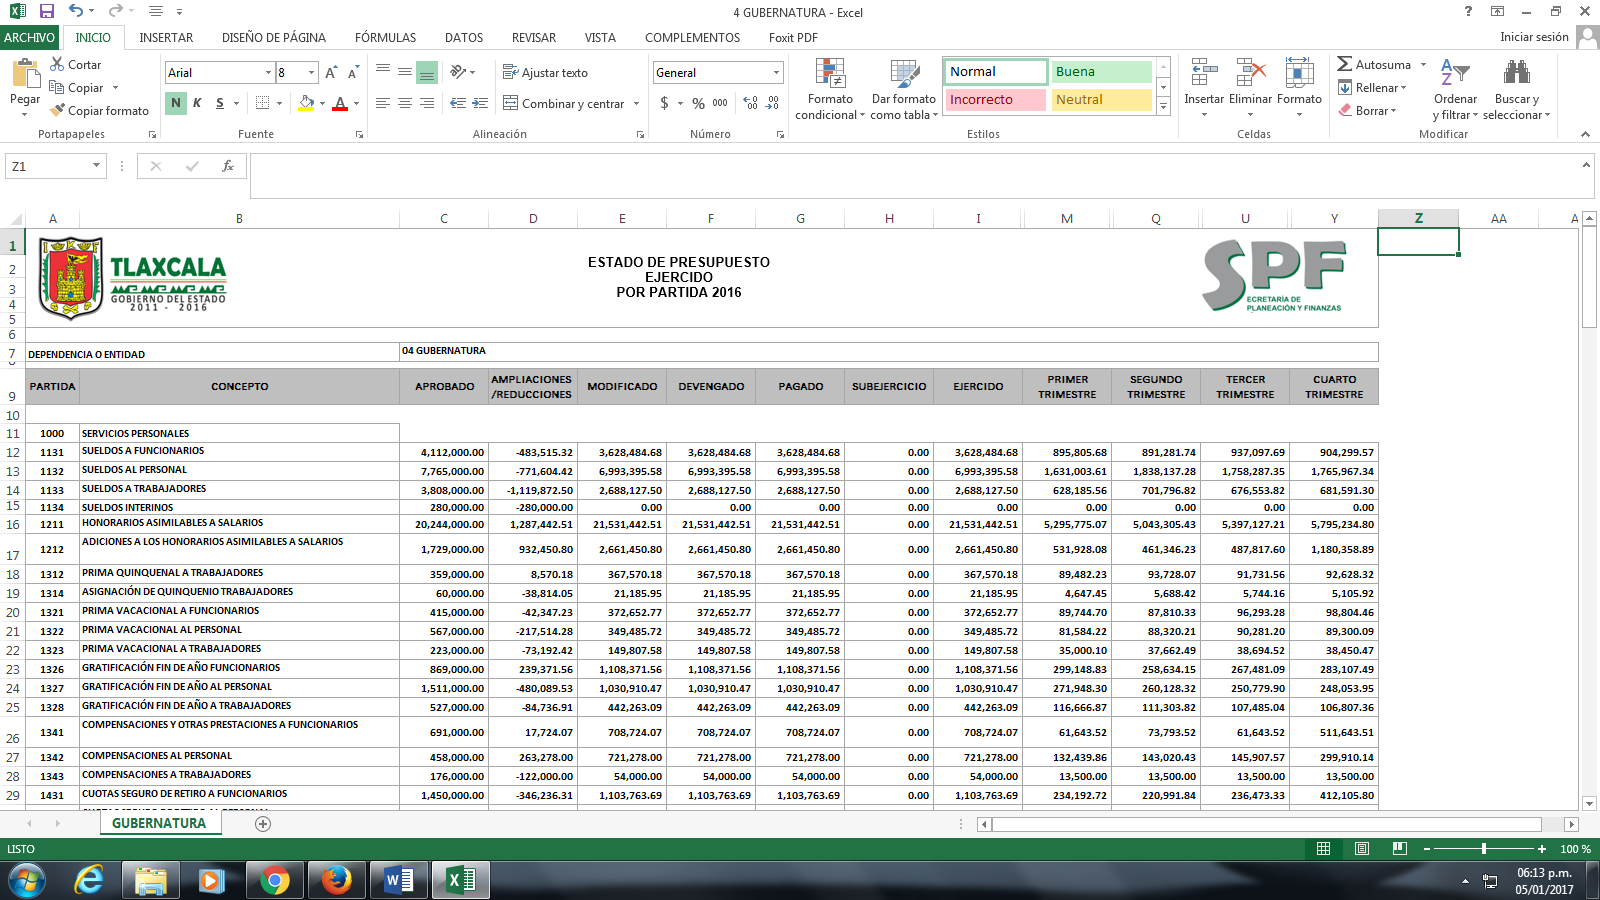 4 GUBERNATURA - Excel
ARCHIVO INICIO INSERTAR DISEÑO DE PÁGINA FÓRMULAS DATOS REVISAR VISTA COMPLEMENTOS Foxit PDF Iniciar sesión
Pegar Cortar Copiar Copiar formato
Arial 8
N K S
Ajustar texto
Combinar y centrar
General
$ % 000
Formato condicional Dar formato como tabla
Normal Buena
Incorrecto Neutral
Insertar Eliminar Formato
Autosuma
Rellenar
Borrar
Ordenar y filtrar Buscar y seleccionar
Portapapeles Fuente Alineación Número Estilos Celdas Modificar
Z1 fx
A B C D E F G H I M Q U Y Z AA
TLAXCALA
GOBIERNO DEL ESTADO
2011 - 2016
ESTADO DE PRESUPUESTO
EJERCIDO
POR PARTIDA 2016
SPF
ECRETARÍA DE
PLANEACIÓN Y FINANZAS
1
2
3
4
5
6
7 DEPENDENCIA O ENTIDAD 04 GUBERNATURA
9 PARTIDA CONCEPTO APROBADO AMPLIACIONES /REDUCCIONES MODIFICADO DEVENGADO PAGADO SUBEJERCICIO EJERCIDO PRIMER TRIMESTRE SEGUNDO TRIMESTRE TERCER TRIMESTRE CUARTO TRIMESTRE
10
11 1000 SERVICIOS PERSONALES
12 1131 SUELDOS A FUNCIONARIOS 4,112,000.00 -483,515.32 3,628,484.68 3,628,484.68 3,628,484.68 0.00 3,628,484.68 895,805.68 891,281.74 937,097.69 904,299.57
13 1132 SUELDOS AL PERSONAL 7,765,000.00 -771,604.42 6,993,395.58 6,993,395.58 6,993,395.58 0.00 6,993,395.58 1,631,003.61 1,838,137.28 1,758,287.35 1,765,967.34
14 1133 SUELDOS A TRABAJADORES 3,808,000.00 -1,119,872.50 2,688,127.50 2,688,127.50 2,688,127.50 0.00 2,688,127.50 628,185.56 701,796.82 676,553.82 681,591.30
15 1134 SUELDOS INTERINOS 280,000.00 -280,000.00 0.00 0.00 0.00 0.00 0.00 0.00 0.00 0.00 0.00
16 1211 HONORARIOS ASIMILABLES A SALARIOS 20,244,000.00 1,287,442.51 21,531,442.51 21,531,442.51 21,531,442.51 0.00 21,531,442.51 5,295,775.07 5,043,305.43 5,397,127.21 5,795,234.80
17 1212 ADICIONES A LOS HONORARIOS ASIMILABLES A SALARIOS 1,729,000.00 932,450.80 2,661,450.80 2,661,450.80 2,661,450.80 0.00 2,661,450.80 531,928.08 461,346.23 487,817.60 1,180,358.89
18 1312 PRIMA QUINQUENAL A TRABAJADORES 359,000.00 8,570.18 367,570.18 367,570.18 367,570.18 0.00 367,570.18 89,482.23 93,728.07 91,731.56 92,628.32
19 1314 ASIGNACIÓN DE QUINQUENIO TRABAJADORES 60,000.00 -38,814.05 21,185.95 21,185.95 21,185.95 0.00 21,185.95 4,647.45 5,688.42 5,744.16 5,105.92
20 1321 PRIMA VACACIONAL A FUNCIONARIOS 415,000.00 -42,347.23 372,652.77 372,652.77 372,652.77 0.00 372,652.77 89,744.70 87,810.33 96,293.28 98,804.46
21 1322 PRIMA VACACIONAL AL PERSONAL 567,000.00 -217,514.28 349,485.72 349,485.72 349,485.72 0.00 349,485.72 81,584.22 88,320.21 90,281.20 89,300.09
22 1323 PRIMA VACACIONAL A TRABAJADORES 223,000.00 -73,192.42 149,807.58 149,807.58 149,807.58 0.00 149,807.58 35,000.10 37,662.49 38,694.52 38,450.47
23 1326 GRATIFICACIÓN FIN DE AÑO FUNCIONARIOS 869,000.00 239,371.56 1,108,371.56 1,108,371.56 1,108,371.56 0.00 1,108,371.56 299,148.83 258,634.15 267,481.09 283,107.49
24 1327 GRATIFICACIÓN FIN DE AÑO AL PERSONAL 1,511,000.00 -480,089.53 1,030,910.47 1,030,910.47 1,030,910.47 0.00 1,030,910.47 271,948.30 260,128.32 250,779.90 248,053.95
25 1328 GRATIFICACIÓN FIN DE AÑO A TRABAJADORES 527,000.00 -84,736.91 442,263.09 442,263.09 442,263.09 0.00 442,263.09 116,666.87 111,303.82 107,485.04 106,807.36
26 1341 COMPENSACIONES Y OTRAS PRESTACIONES A FUNCIONARIOS 691,000.00 17,724.07 708,724.07 708,724.07 708,724.07 0.00 708,724.07 61,643.52 73,793.52 61,643.52 511,643.51
27 1342 COMPENSACIONES AL PERSONAL 458,000.00 263,278.00 721,278.00 721,278.00 721,278.00 0.00 721,278.00 132,439.86 143,020.43 145,907.57 299,910.14
28 1343 COMPENSACIONES A TRABAJADORES 176,000.00 -122,000.00 54,000.00 54,000.00 54,000.00 0.00 54,000.00 13,500.00 13,500.00 13,500.00 13,500.00
29 1431 CUOTAS SEGURO DE RETIRO A FUNCIONARIOS 1,450,000.00 -346,236.31 1,103,763.69 1,103,763.69 1,103,763.69 0.00 1,103,763.69 234,192.72 220,991.84 236,473.33 412,105.80
GUBERNATURA
LISTO 100 %
06:13 p.m.
05/01/2017